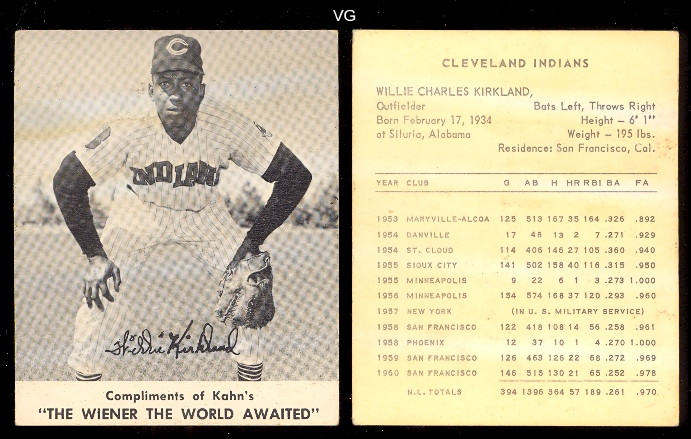 VG
C
INDIANS
"Willie" Kirkland
Compliments of Kahn's
"THE WIENER THE WORLD AWAITED"
CLEVELAND INDIANS
WILLIE CHARLES KIRKLAND,
Outfielder Bats Left, Throws Right
Born February 17, 1934 Height — 6' 1"
at Siluria, Alabama Weight — 195 lbs.
Residence: San Francisco, Cal.
YEAR CLUB G AB H HR RBI BA FA
1953 MARYVILLE-ALCOA 125 513 167 35 164 .326 .892
1954 DANVILLE 17 48 13 2 7 .271 .929
1954 ST. CLOUD 114 406 146 27 105 .360 .940
1955 SIOUX CITY 141 502 158 40 116 .315 .950
1955 MINNEAPOLIS 9 22 6 1 3 .273 1.000
1956 MINNEAPOLIS 154 574 168 37 120 .293 .960
1957 NEW YORK (IN U. S. MILITARY SERVICE)
1958 SAN FRANCISCO 122 418 108 14 56 .258 .961
1958 PHOENIX 12 37 10 1 4 .270 1.000
1959 SAN FRANCISCO 126 463 126 22 68 .272 .969
1960 SAN FRANCISCO 146 515 130 21 65 .252 .978
N.L. TOTALS 394 1396 364 57 189 .261 .970